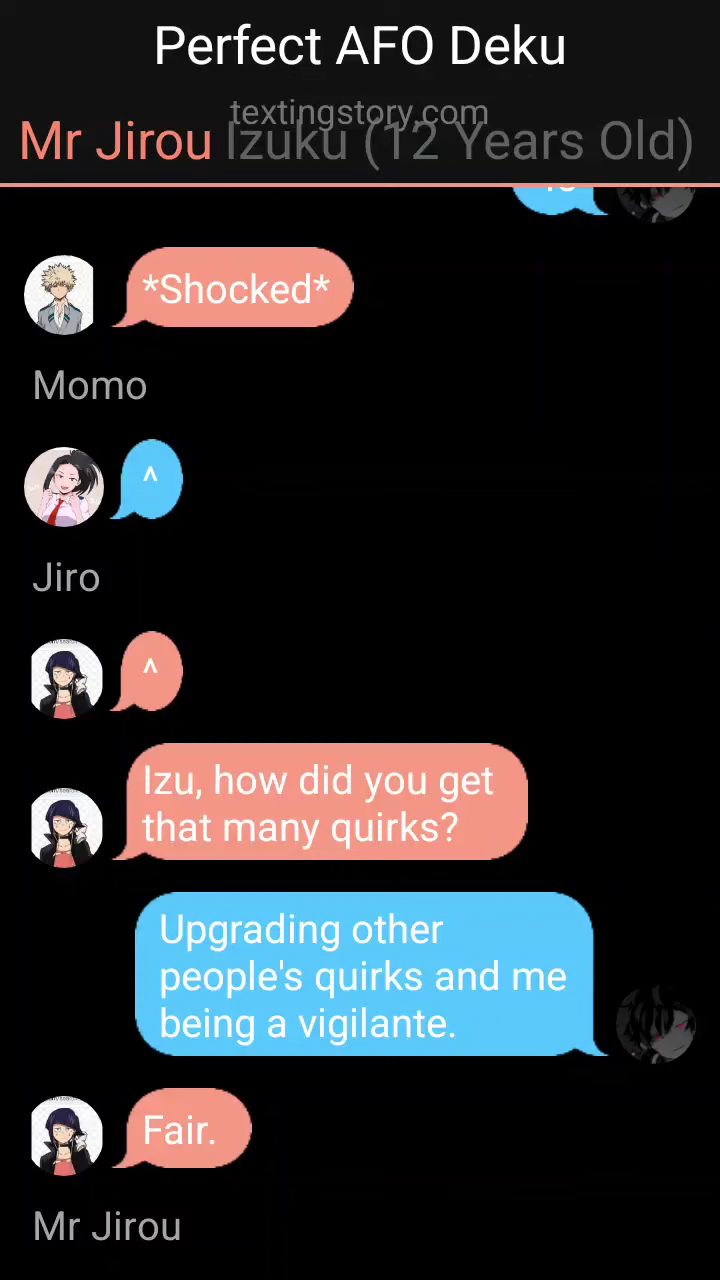 Perfect AFO Deku
textingstory.com
Mr Jirou Izuku (12 Years Old)
*Shocked*
Momo
^
Jiro
^
Izu, how did you get
that many quirks?
Upgrading other
people's quirks and me
being a vigilante.
Fair.
Mr Jirou